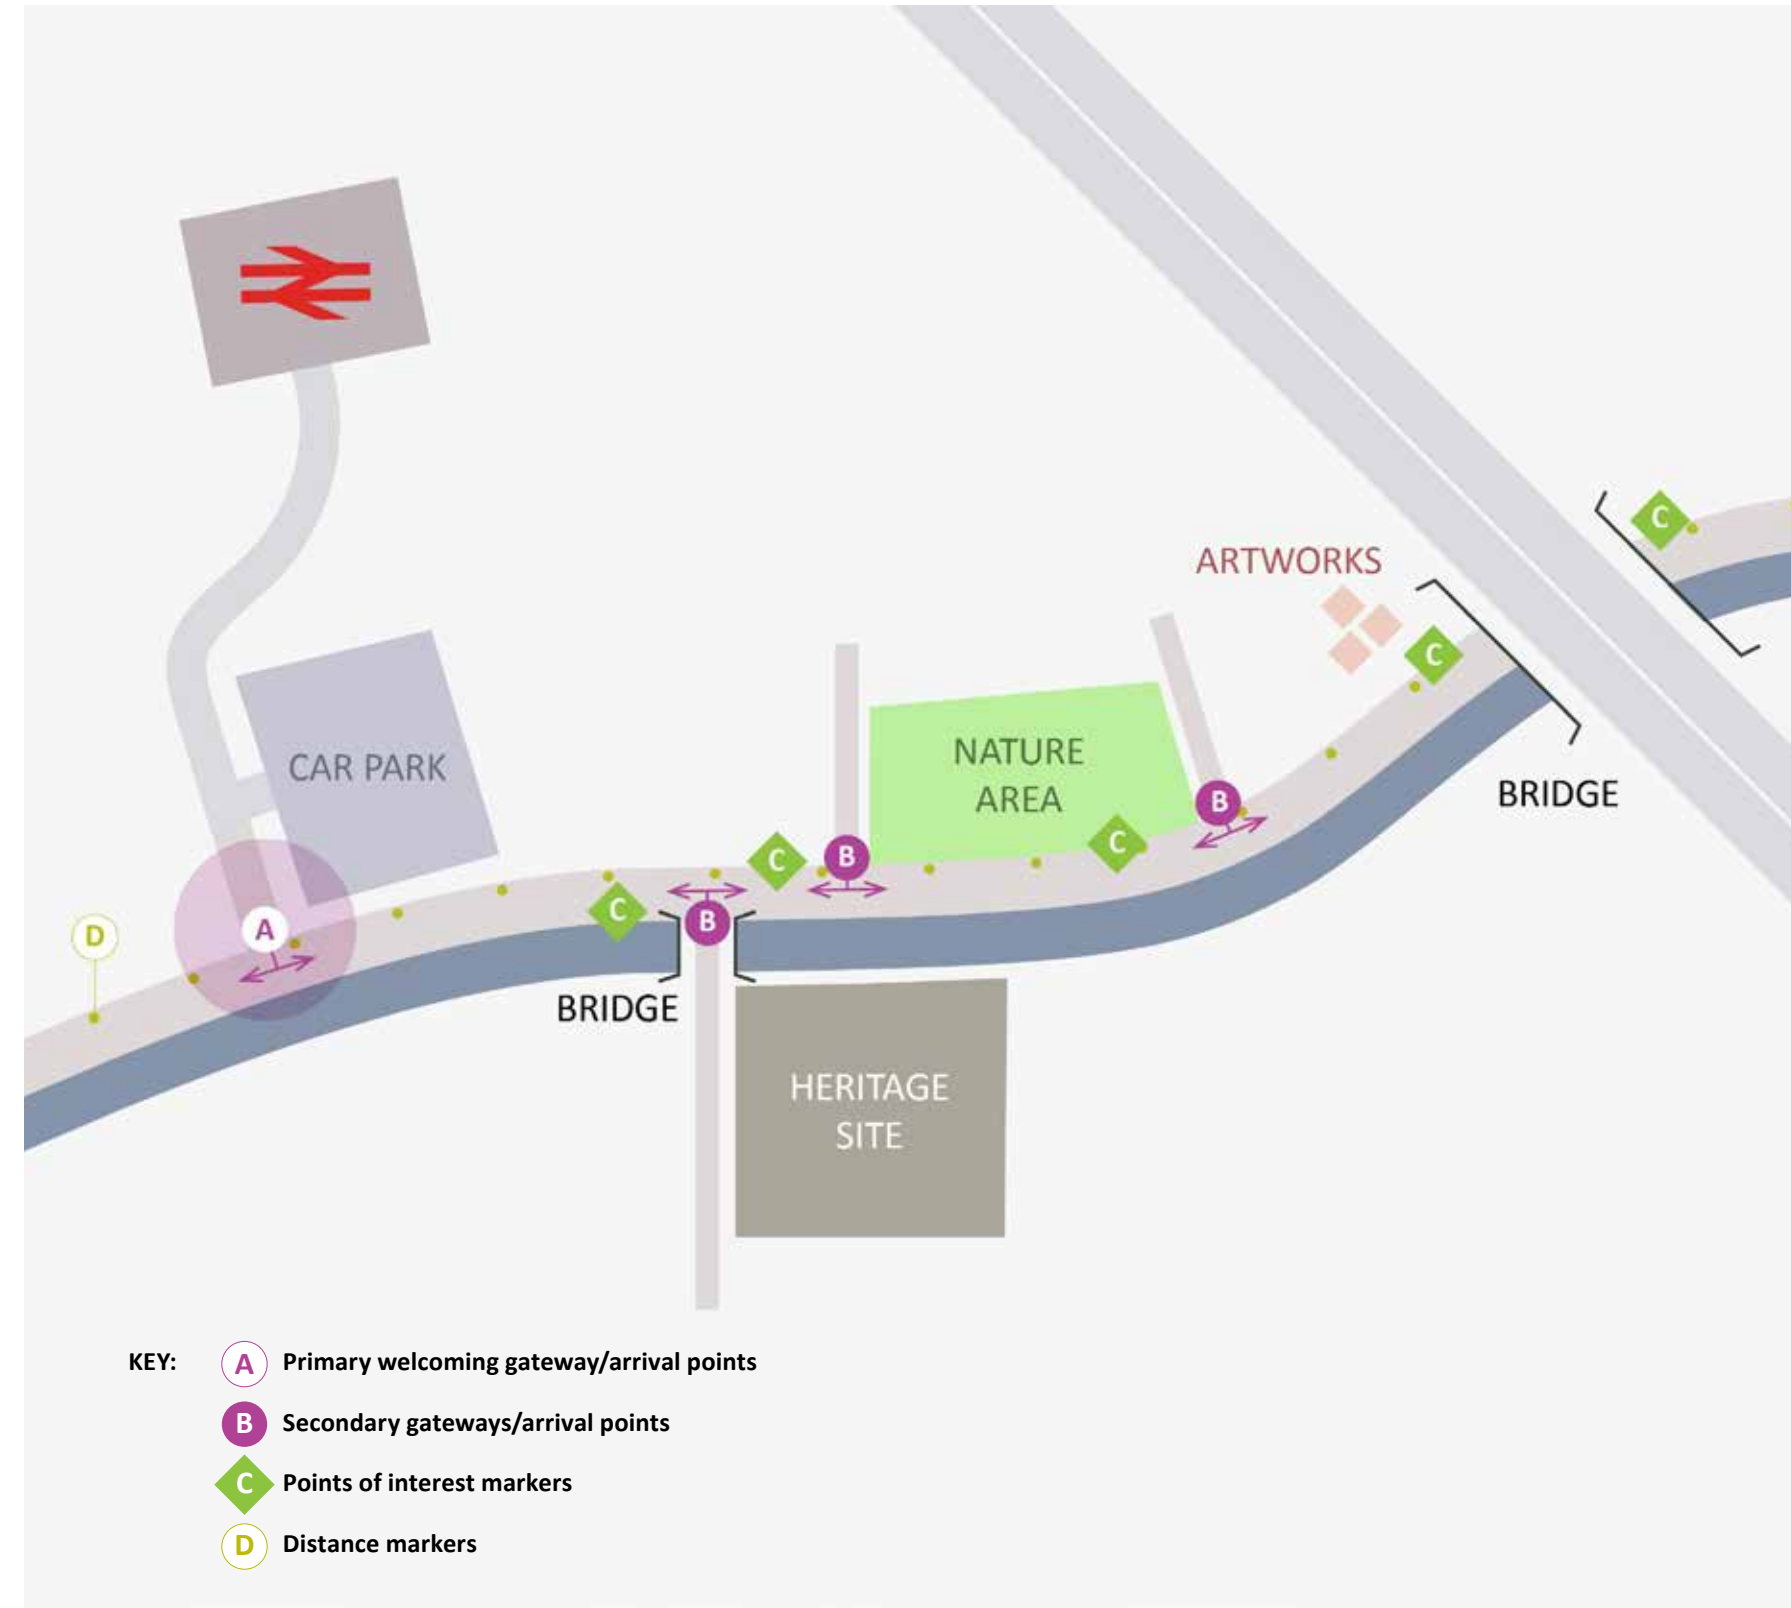 C
ARTWORKS
C
CAR PARK
NATURE
AREA
BRIDGE
B
C
B
C
C
B
A
D
BRIDGE
HERITAGE
SITE
KEY:
A Primary welcoming gateway/arrival points
B Secondary gateways/arrival points
C Points of interest markers
D Distance markers